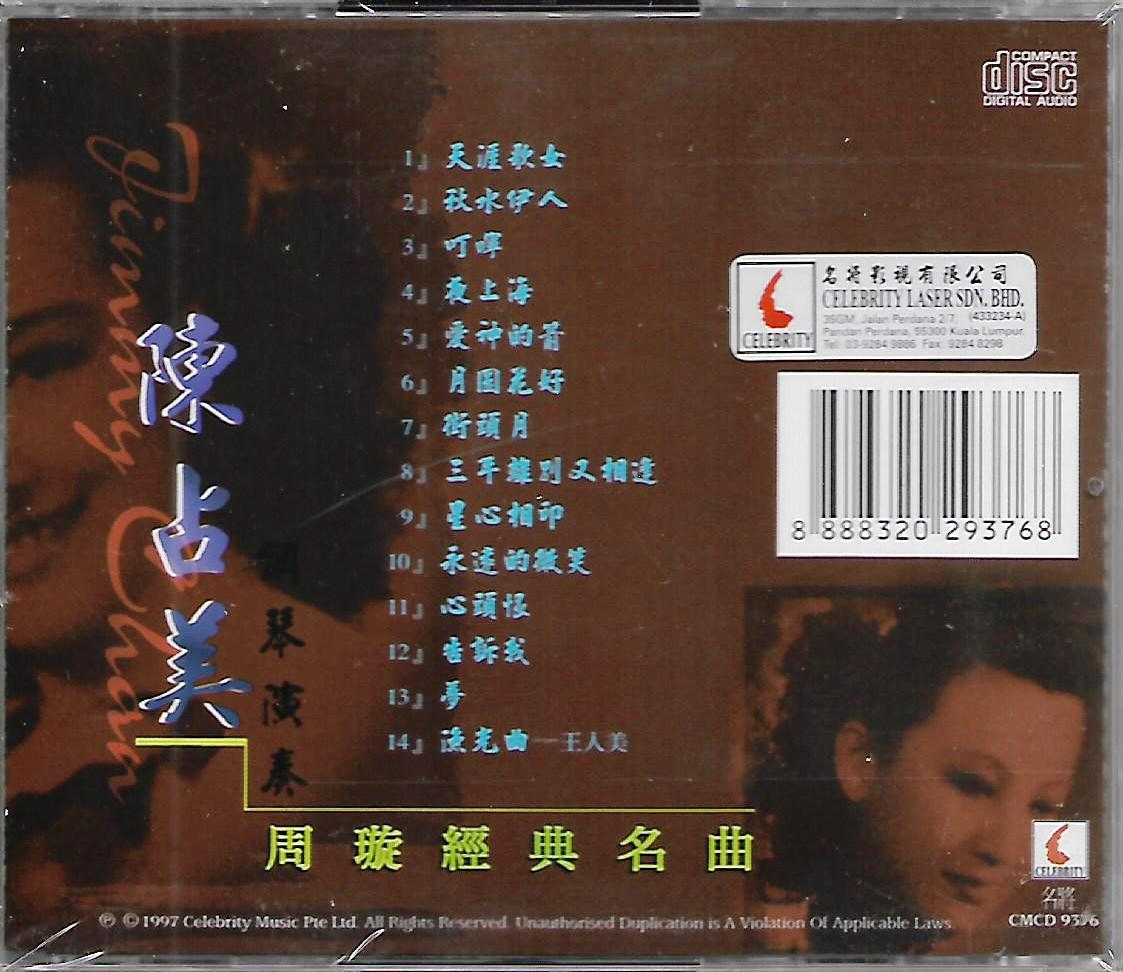 COMPACT
disc
DIGITAL AUDIO
Jimmy Chan
陳占美
鋼琴演奏
1』 天涯歌女
2』 秋水伊人
3』 叮嚀
4』 夜上海
5』 愛神的箭
6』 月圆花好
7』 街頭月
8』 三年離別又相逢
9』 星心相印
10』 永遠的微笑
11』 心頭恨
12』 告訴我
13』 夢
14』 漁光曲—王人美
名将影視有限公司
CELEBRITY LASER SDN. BHD.
35GM, Jalan Perdana 2/7, (433234-A)
Pandan Perdana, 55300 Kuala Lumpur.
Tel: 03-9284 9886 Fax: 9284 8298
CELEBRITY
8 888320 293768
周璇經典名曲
CELEBRITY
名將
CMCD 9376
℗ © 1997 Celebrity Music Pte Ltd. All Rights Reserved. Unauthorised Duplication is A Violation Of Applicable Laws.